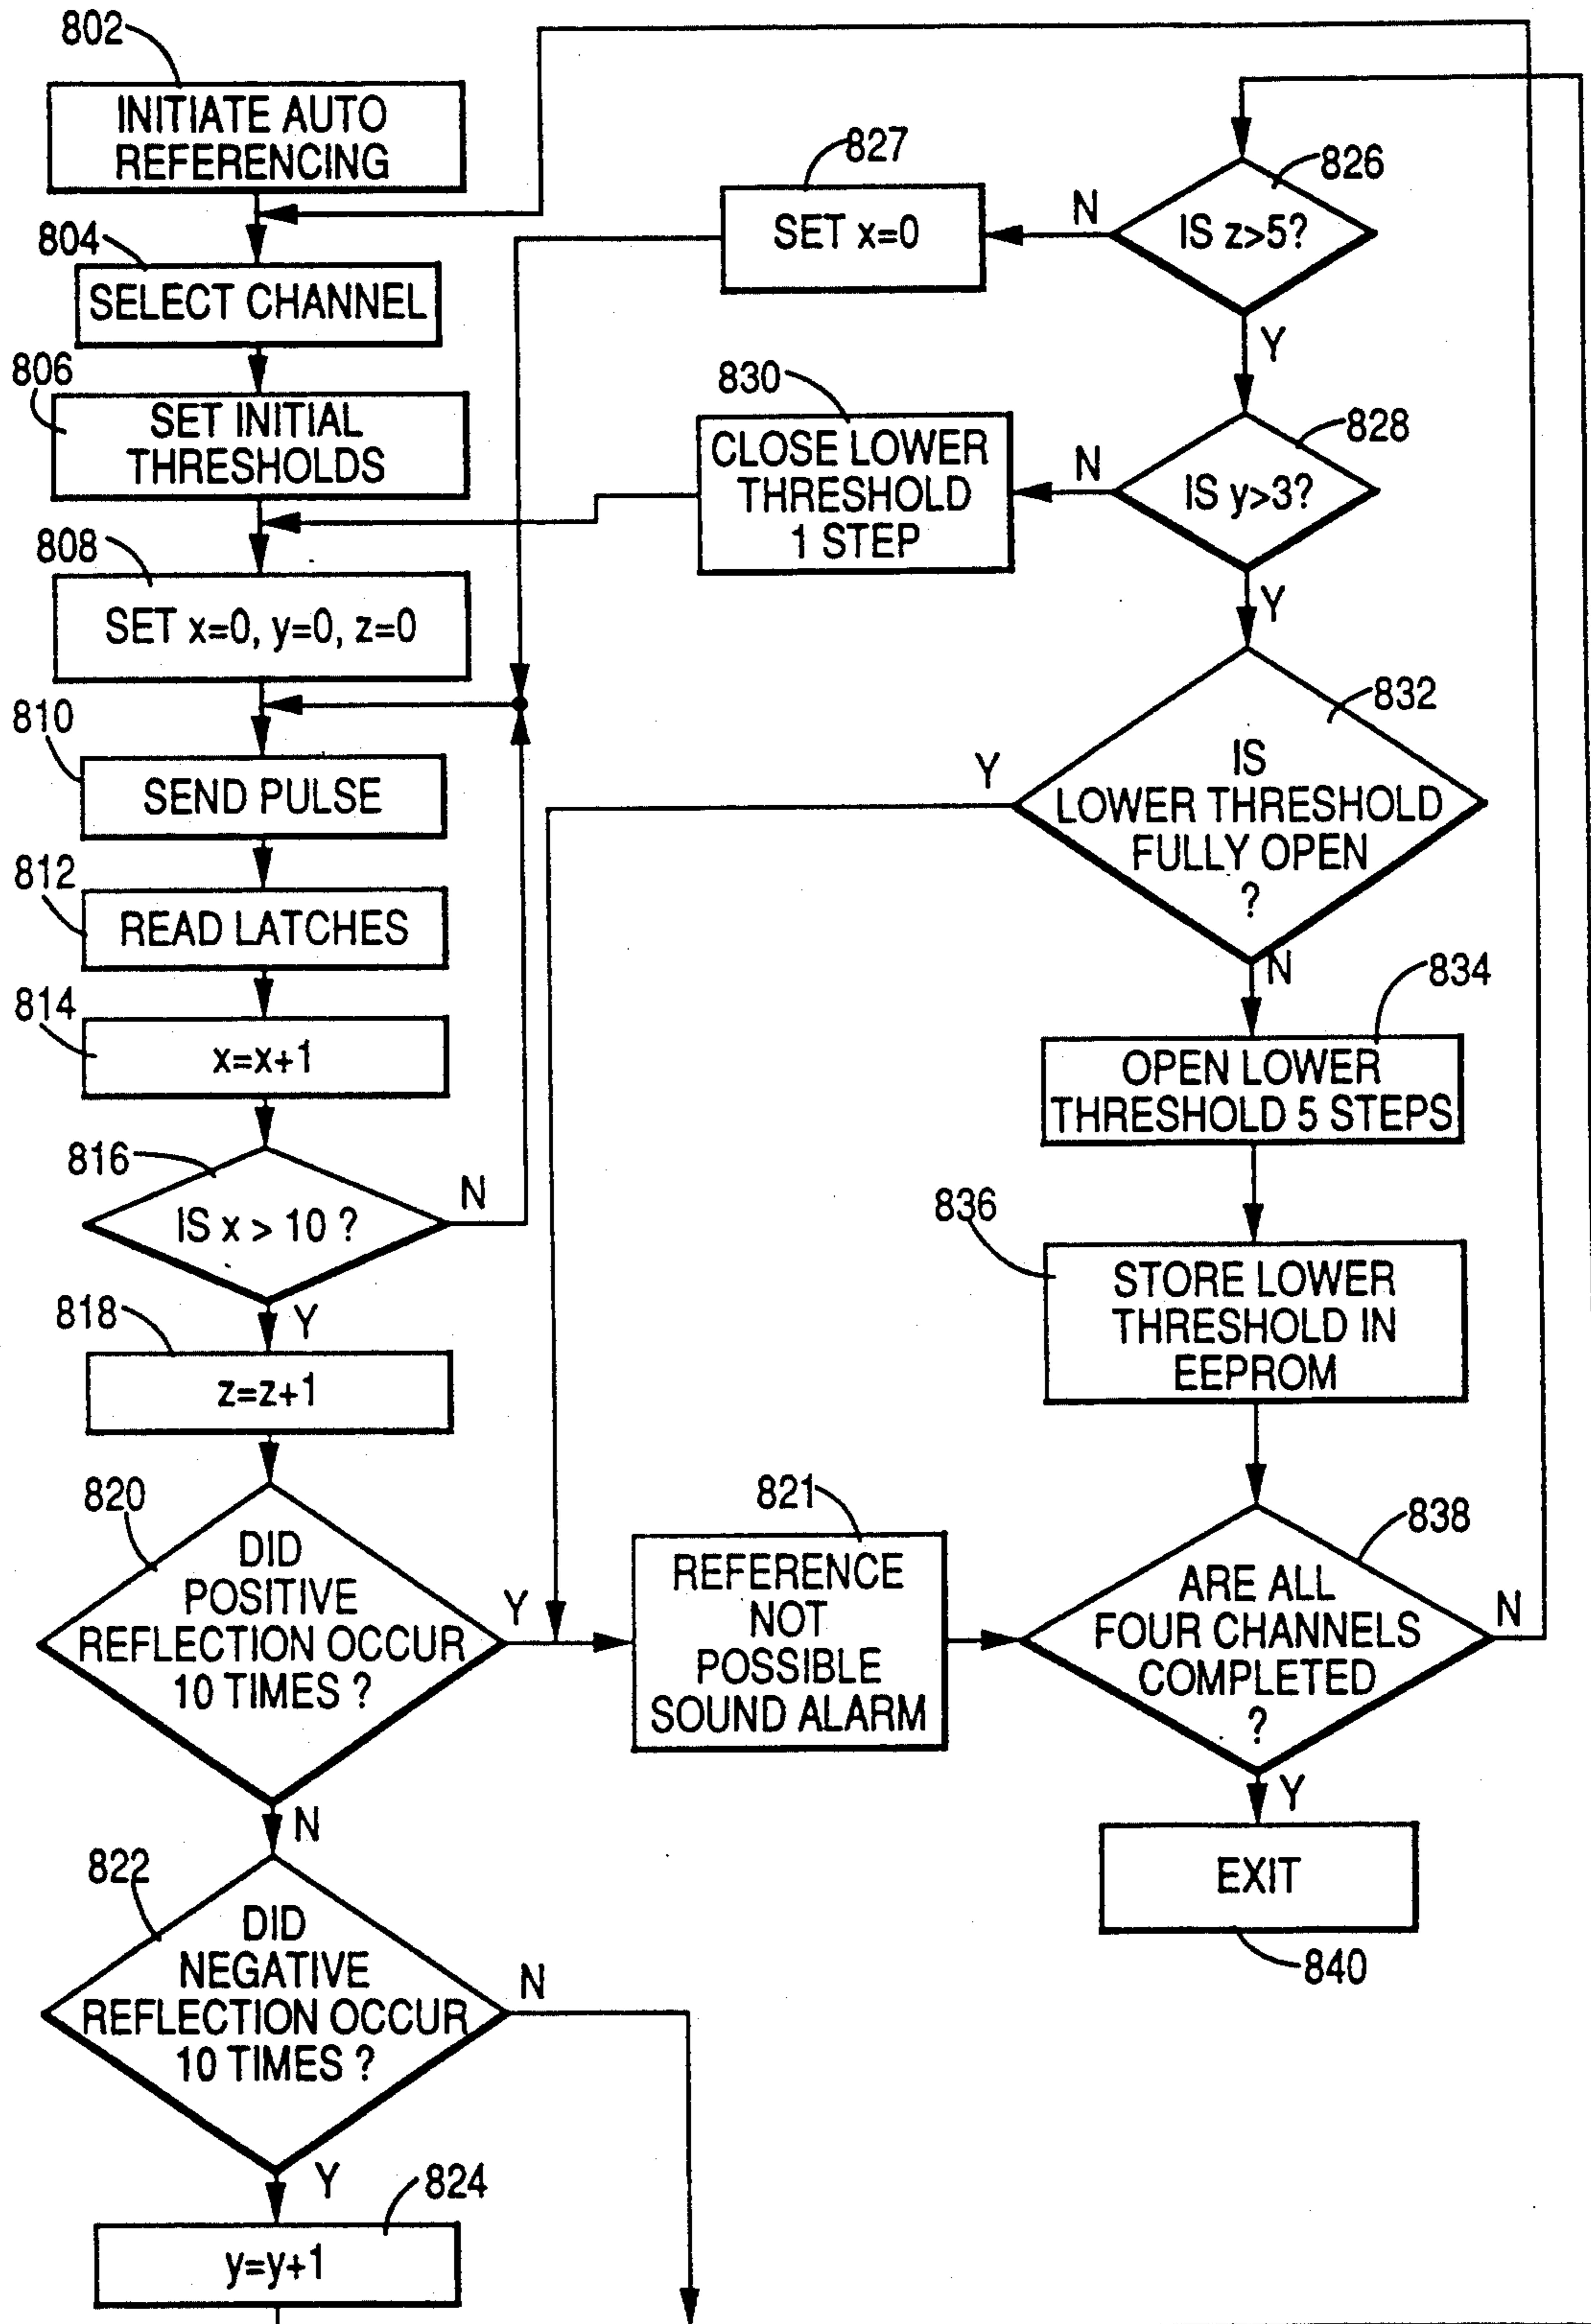 802
INITIATE AUTO
REFERENCING
804
SELECT CHANNEL
806
SET INITIAL
THRESHOLDS
808
SET x=0, y=0, z=0
810
SEND PULSE
812
READ LATCHES
814
x=x+1
816
IS x > 10 ?
N
Y
818
z=z+1
820
DID
POSITIVE
REFLECTION OCCUR
10 TIMES ?
Y
N
822
DID
NEGATIVE
REFLECTION OCCUR
10 TIMES ?
N
Y
824
y=y+1
821
REFERENCE
NOT
POSSIBLE
SOUND ALARM
826
IS z>5?
N
Y
827
SET x=0
828
IS y>3?
N
Y
830
CLOSE LOWER
THRESHOLD
1 STEP
832
IS
LOWER THRESHOLD
FULLY OPEN
?
Y
N
834
OPEN LOWER
THRESHOLD 5 STEPS
836
STORE LOWER
THRESHOLD IN
EEPROM
838
ARE ALL
FOUR CHANNELS
COMPLETED
?
N
Y
EXIT
840